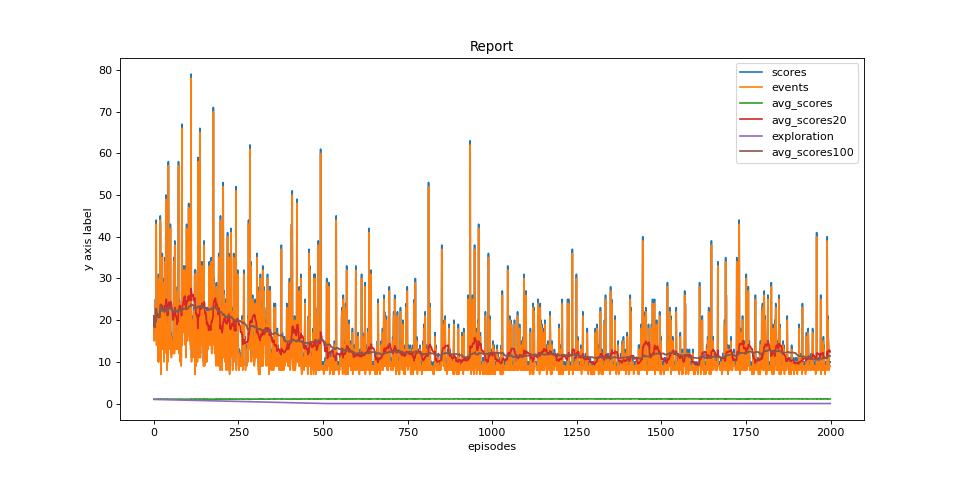 Report
80
70
60
50
40
30
20
10
0
y axis label
0
250
500
750
1000
1250
1500
1750
2000
episodes
scores
events
avg_scores
avg_scores20
exploration
avg_scores100